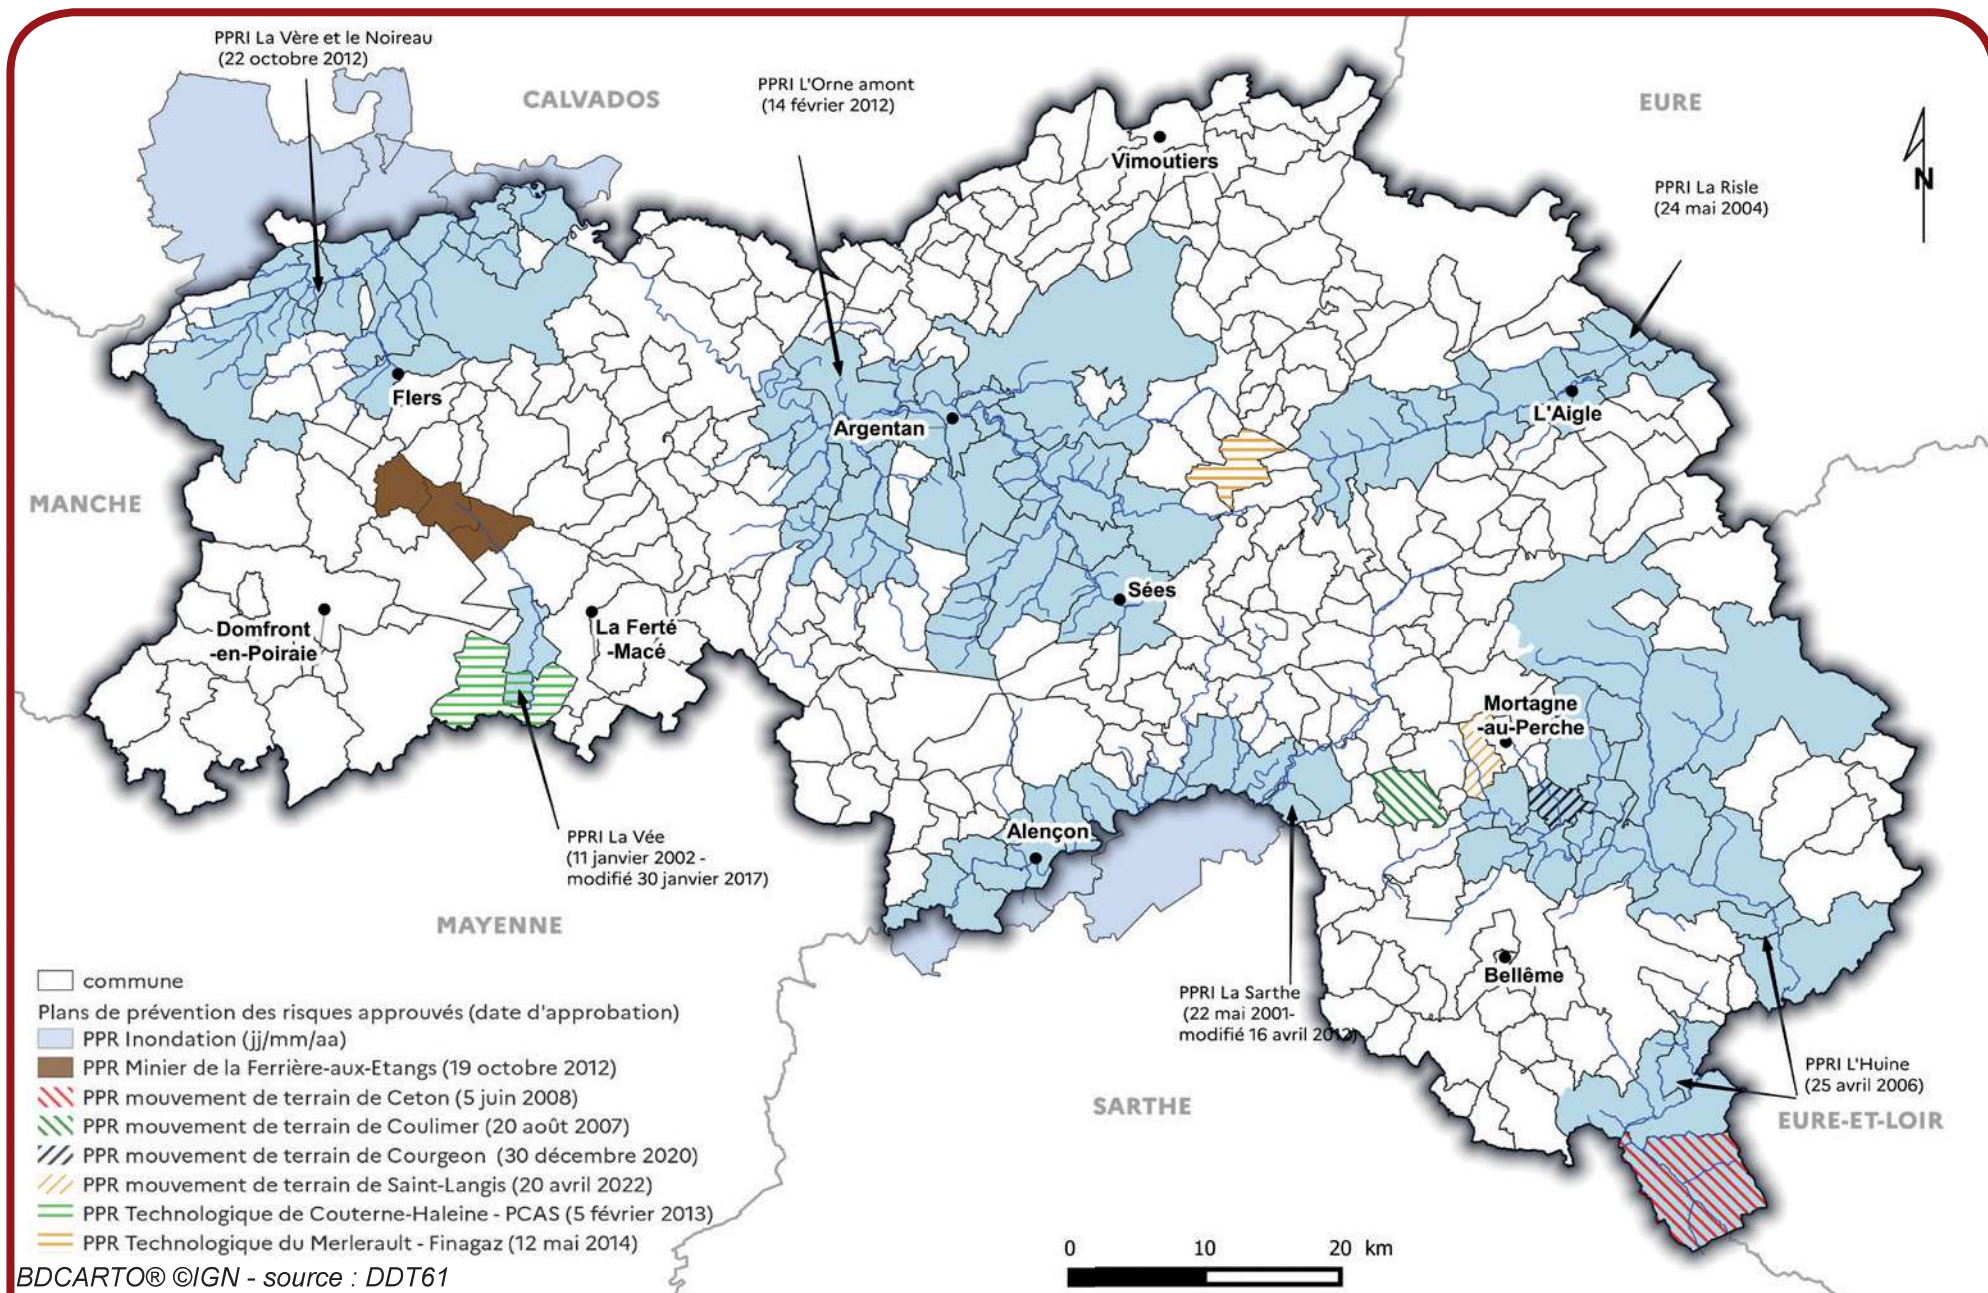 PPRI La Vère et le Noireau
(22 octobre 2012)
CALVADOS
PPRI L'Orne amont
(14 février 2012)
EURE
N
Vimoutiers
PPRI La Risle
(24 mai 2004)
Flers
Argentan
L'Aigle
MANCHE
Sées
Domfront
-en-Poiraie
La Ferté
-Macé
Mortagne
-au-Perche
PPRI La Vée
(11 janvier 2002 -
modifié 30 janvier 2017)
Alençon
MAYENNE
Bellême
PPRI La Sarthe
(22 mai 2001-
modifié 16 avril 2012)
PPRI L'Huine
(25 avril 2006)
SARTHE
EURE-ET-LOIR
commune
Plans de prévention des risques approuvés (date d'approbation)
PPR Inondation (jj/mm/aa)
PPR Minier de la Ferrière-aux-Etangs (19 octobre 2012)
PPR mouvement de terrain de Ceton (5 juin 2008)
PPR mouvement de terrain de Coulimer (20 août 2007)
PPR mouvement de terrain de Courgeon (30 décembre 2020)
PPR mouvement de terrain de Saint-Langis (20 avril 2022)
PPR Technologique de Couterne-Haleine - PCAS (5 février 2013)
PPR Technologique du Merlerault - Finagaz (12 mai 2014)
0 10 20 km
BDCARTO® ©IGN - source : DDT61